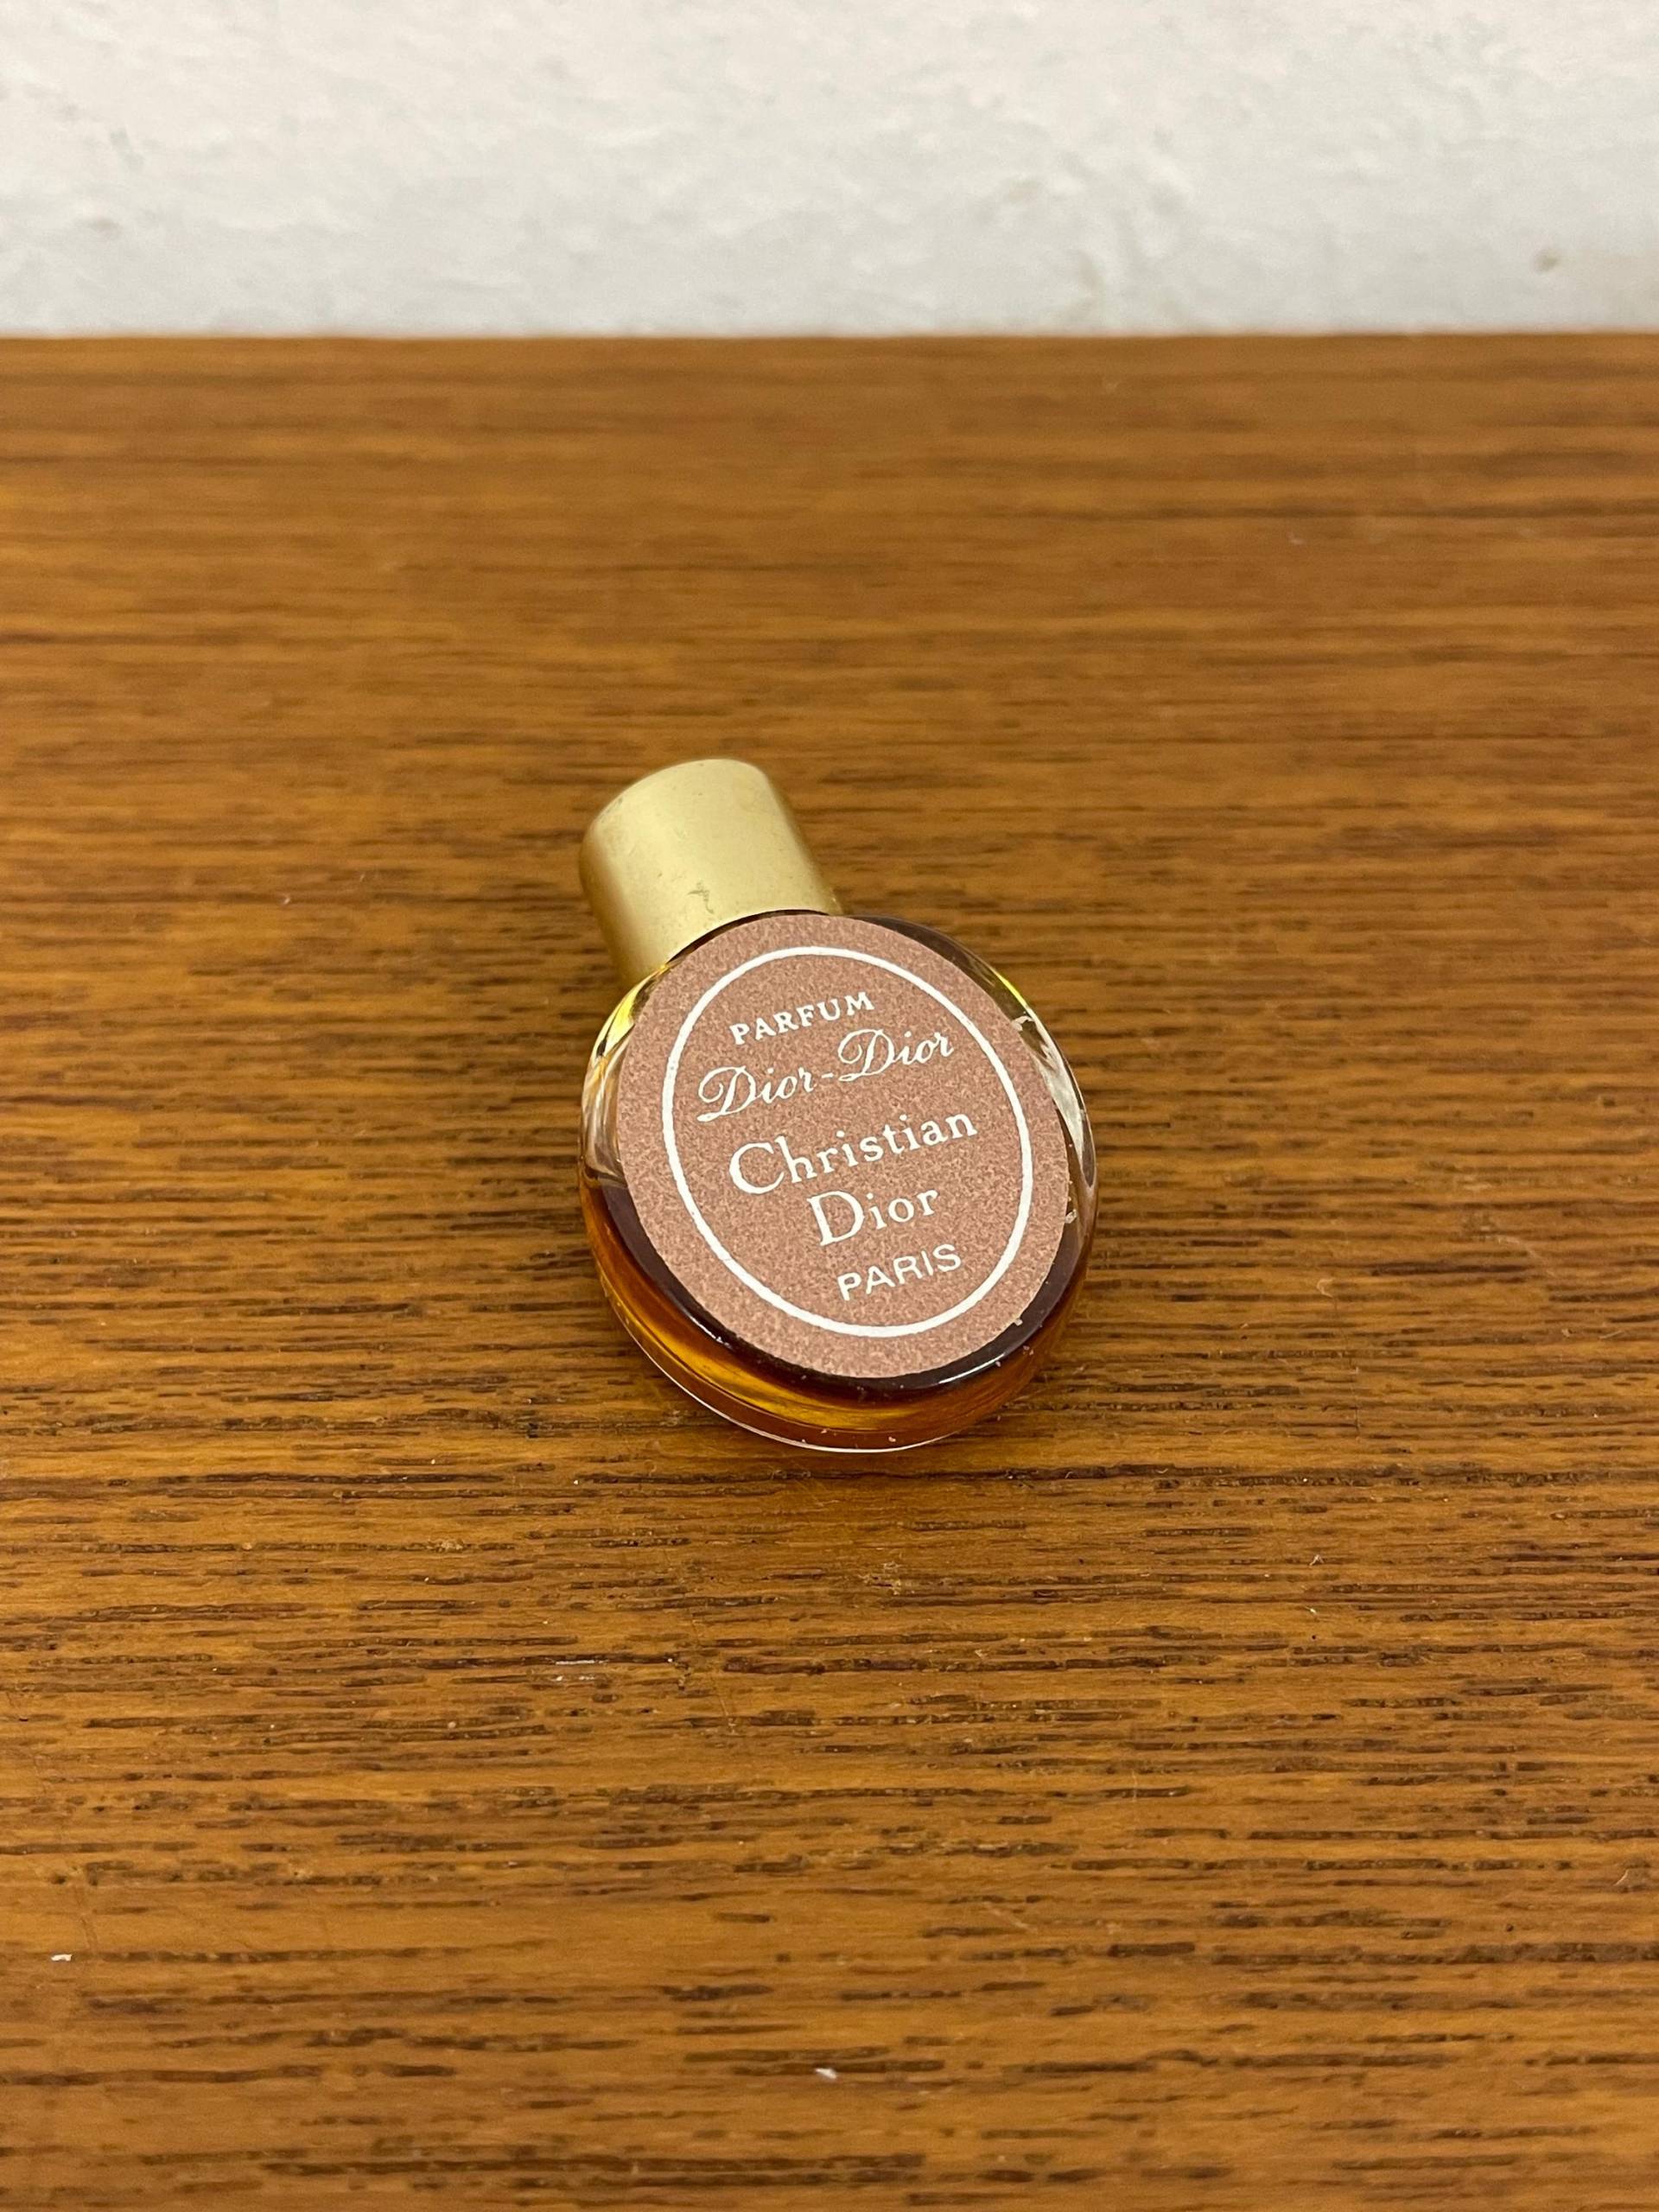 PARFUM
Dior-Dior
Christian
Dior
PARIS